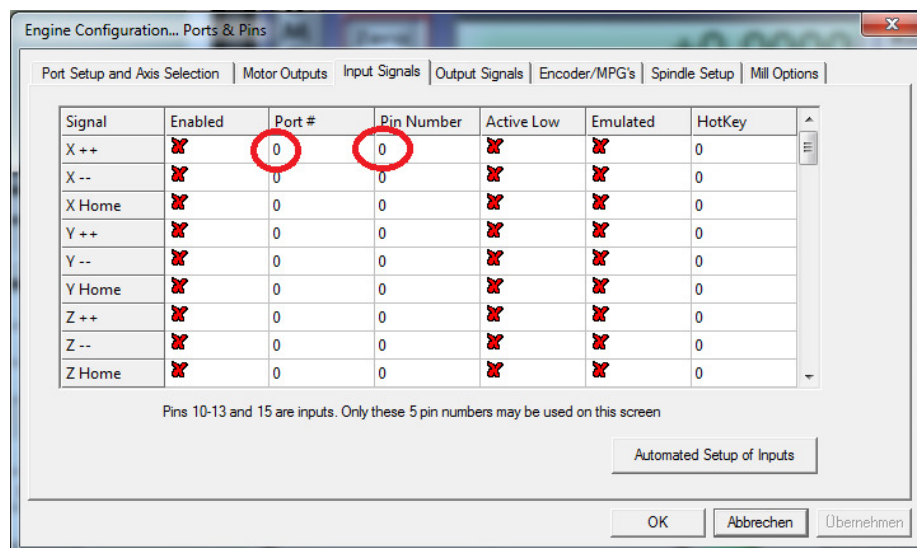 Engine Configuration... Ports & Pins
Port Setup and Axis Selection Motor Outputs Input Signals Output Signals Encoder/MPG's Spindle Setup Mill Options
Signal Enabled Port # Pin Number Active Low Emulated HotKey
X ++ 0 0 0
X -- 0 0 0
X Home 0 0 0
Y ++ 0 0 0
Y -- 0 0 0
Y Home 0 0 0
Z ++ 0 0 0
Z -- 0 0 0
Z Home 0 0 0
Pins 10-13 and 15 are inputs. Only these 5 pin numbers may be used on this screen
Automated Setup of Inputs
OK Abbrechen Übernehmen